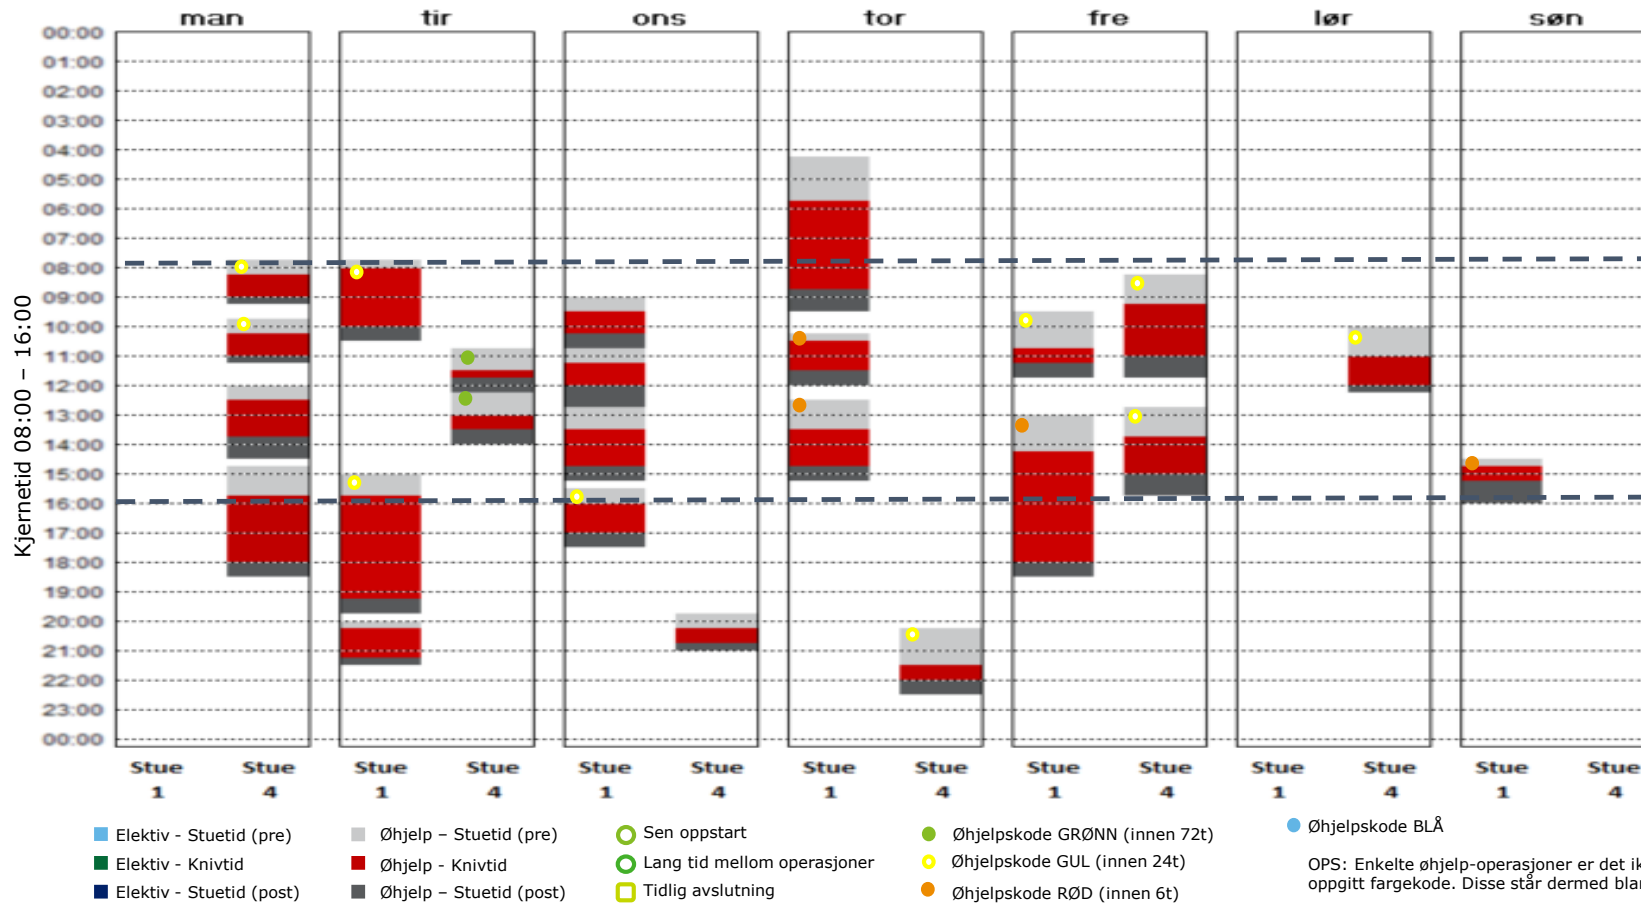 man tir ons tor fre lør søn
00:00
01:00
02:00
03:00
04:00
05:00
06:00
07:00
08:00
09:00
10:00
11:00
12:00
13:00
14:00
15:00
16:00
17:00
18:00
19:00
20:00
21:00
22:00
23:00
00:00
Kjernetid 08:00 – 16:00
Stue Stue Stue Stue Stue Stue Stue Stue Stue Stue Stue Stue Stue Stue
1 4 1 4 1 4 1 4 1 4 1 4 1 4
Elektiv - Stuetid (pre)
Elektiv - Knivtid
Elektiv - Stuetid (post)
Øhjelp – Stuetid (pre)
Øhjelp - Knivtid
Øhjelp – Stuetid (post)
Sen oppstart
Lang tid mellom operasjoner
Tidlig avslutning
Øhjelpskode GRØNN (innen 72t)
Øhjelpskode GUL (innen 24t)
Øhjelpskode RØD (innen 6t)
Øhjelpskode BLÅ
OPS: Enkelte øhjelp-operasjoner er det ik
oppgitt fargekode. Disse står dermed blan